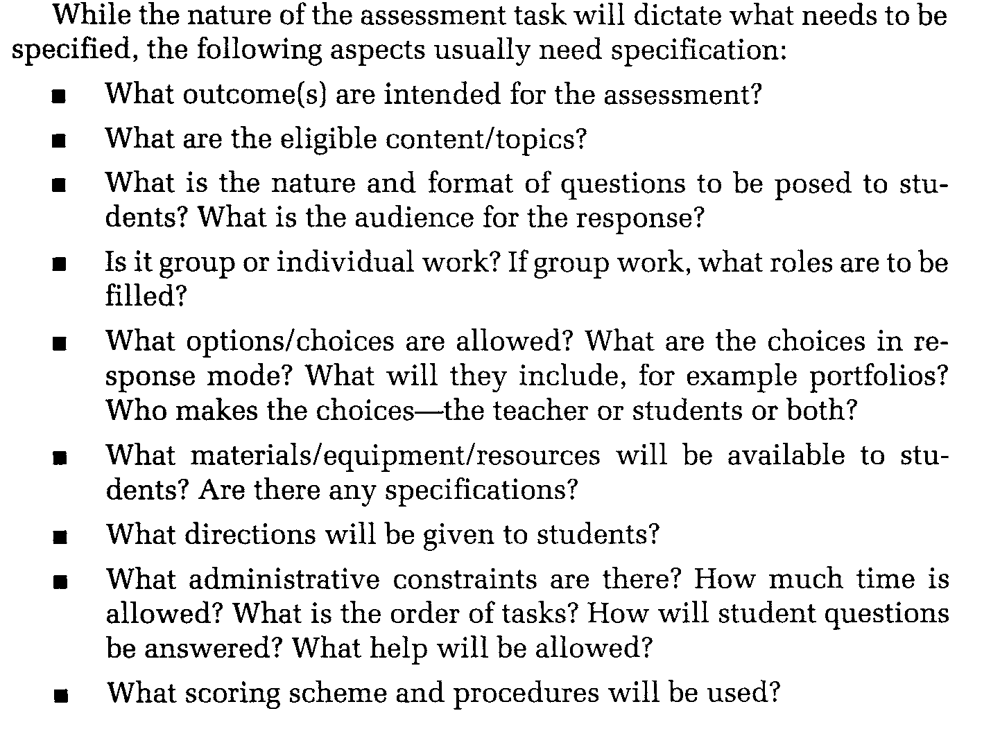 While the nature of the assessment task will dictate what needs to be
specified, the following aspects usually need specification:
■ What outcome(s) are intended for the assessment?
■ What are the eligible content/topics?
■ What is the nature and format of questions to be posed to stu-
dents? What is the audience for the response?
■ Is it group or individual work? If group work, what roles are to be
filled?
■ What options/choices are allowed? What are the choices in re-
sponse mode? What will they include, for example portfolios?
Who makes the choices—the teacher or students or both?
■ What materials/equipment/resources will be available to stu-
dents? Are there any specifications?
■ What directions will be given to students?
■ What administrative constraints are there? How much time is
allowed? What is the order of tasks? How will student questions
be answered? What help will be allowed?
■ What scoring scheme and procedures will be used?